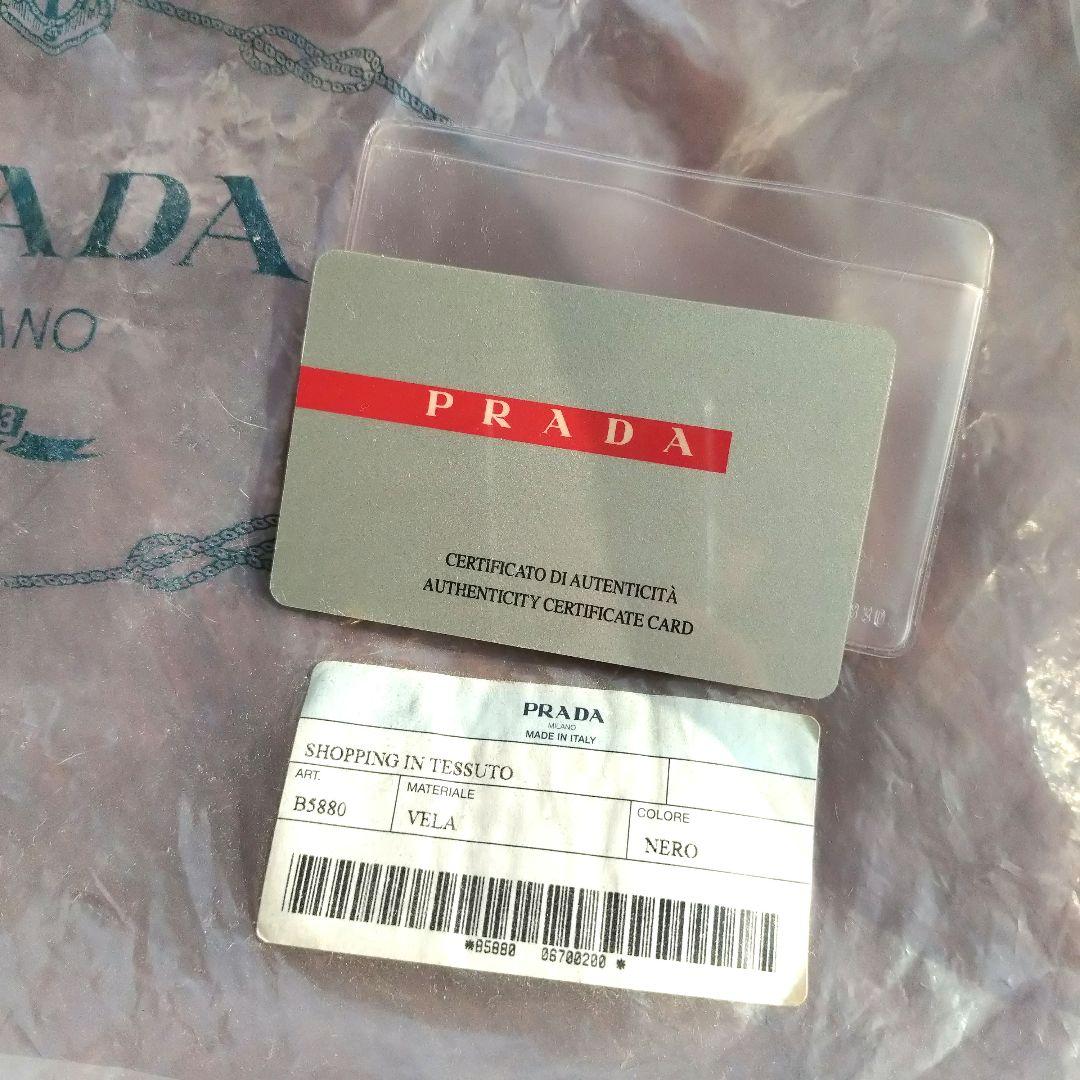 ADA
ANO
3
PRADA
CERTIFICATO DI AUTENTICITÀ
AUTHENTICITY CERTIFICATE CARD
PRADA
MILANO
MADE IN ITALY
SHOPPING IN TESSUTO
ART.
B5880
MATERIALE
VELA
COLORE
NERO
*B5880 06700200 *